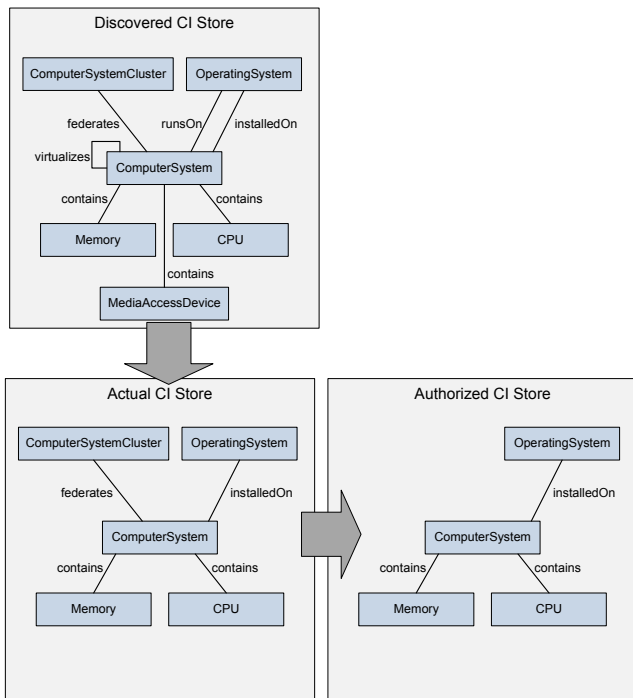 Discovered CI Store
ComputerSystemCluster
OperatingSystem
federates
runsOn
installedOn
virtualizes
ComputerSystem
contains
contains
Memory
CPU
contains
MediaAccessDevice
Actual CI Store
ComputerSystemCluster
OperatingSystem
federates
installedOn
ComputerSystem
contains
contains
Memory
CPU
Authorized CI Store
OperatingSystem
installedOn
ComputerSystem
contains
contains
Memory
CPU